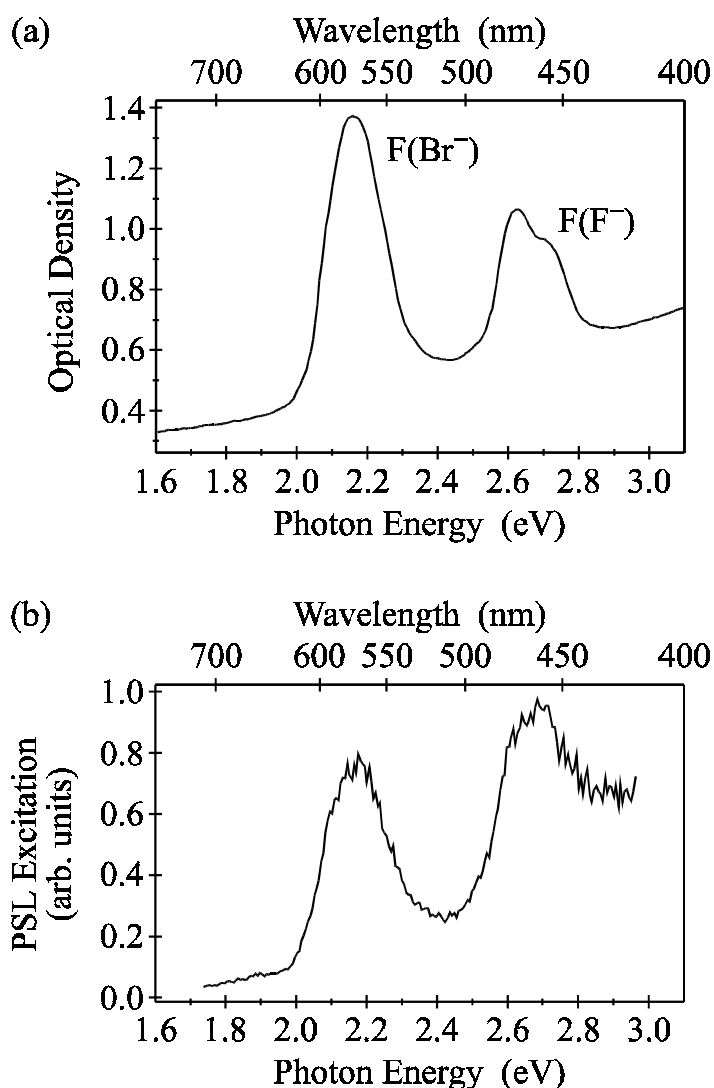 (a)
Wavelength (nm)
700 600 550 500 450 400
1.4
1.2
1.0
0.8
0.6
0.4
Optical Density
F(Br⁻)
F(F⁻)
1.6 1.8 2.0 2.2 2.4 2.6 2.8 3.0
Photon Energy (eV)
(b)
Wavelength (nm)
700 600 550 500 450 400
1.0
0.8
0.6
0.4
0.2
0.0
PSL Excitation
(arb. units)
1.6 1.8 2.0 2.2 2.4 2.6 2.8 3.0
Photon Energy (eV)